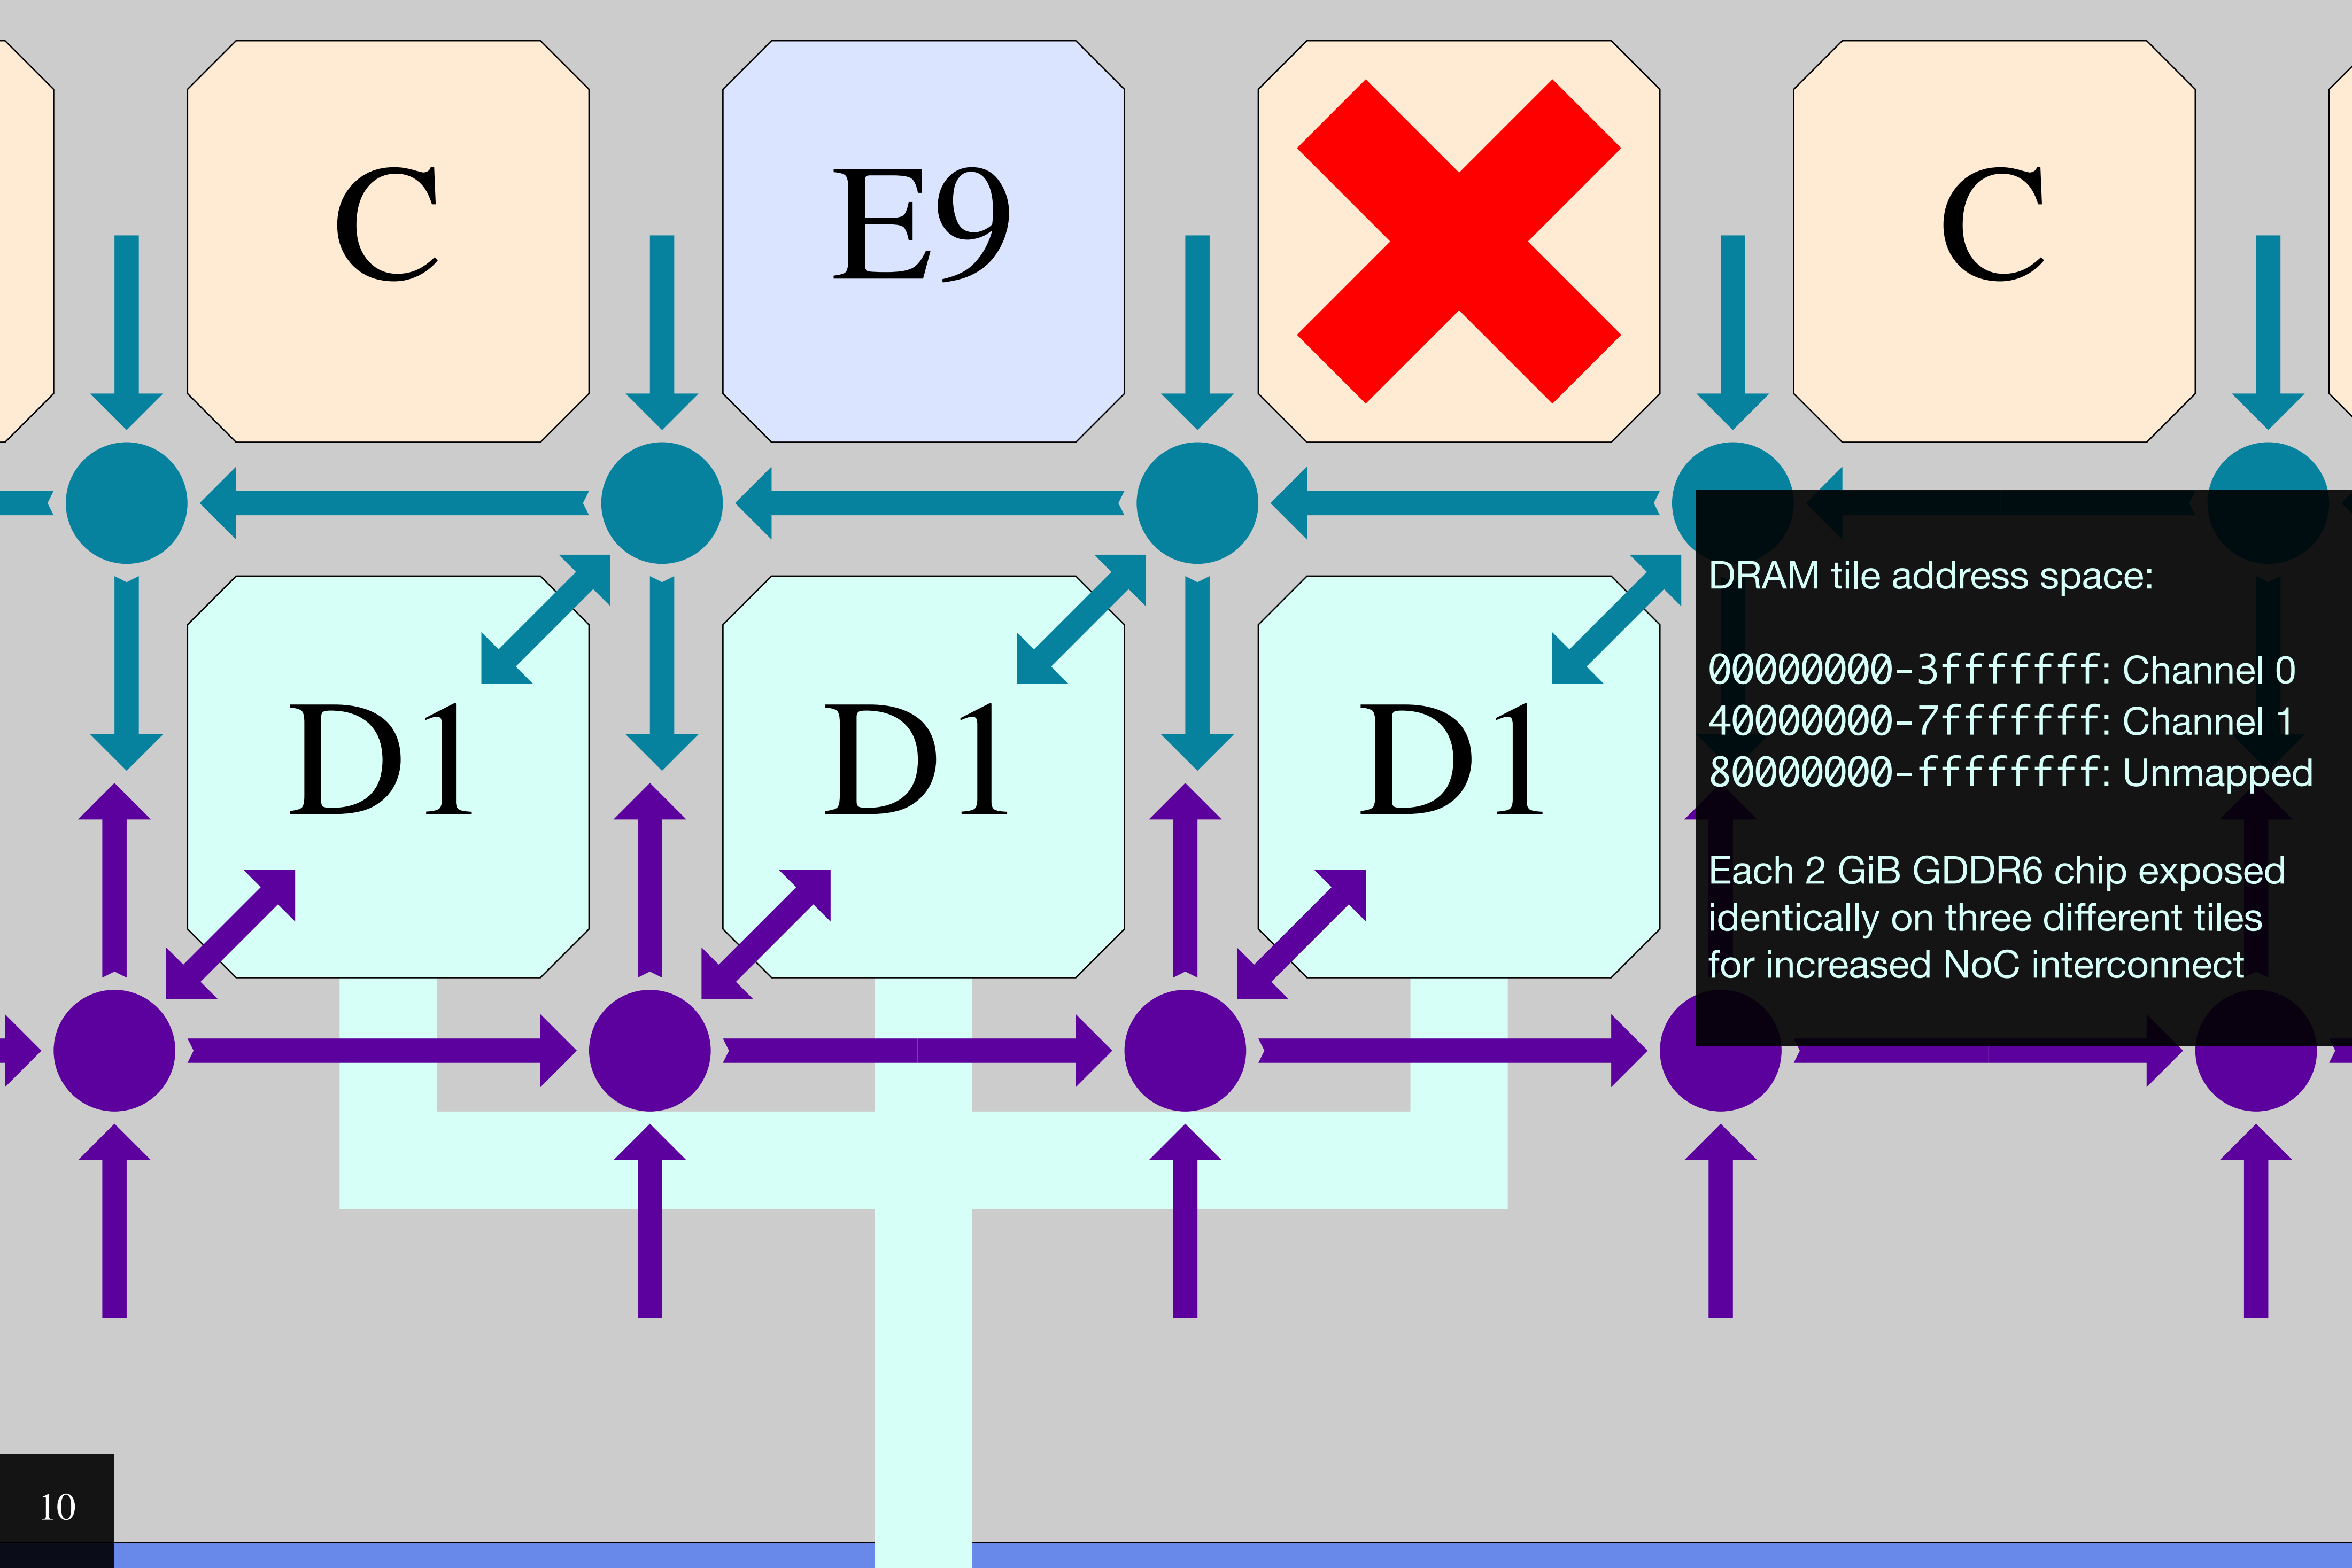 C
E9
C
D1
D1
D1
DRAM tile address space:
00000000-3fffffff: Channel 0
40000000-7fffffff: Channel 1
80000000-ffffffff: Unmapped
Each 2 GiB GDDR6 chip exposed
identically on three different tiles
for increased NoC interconnect
10